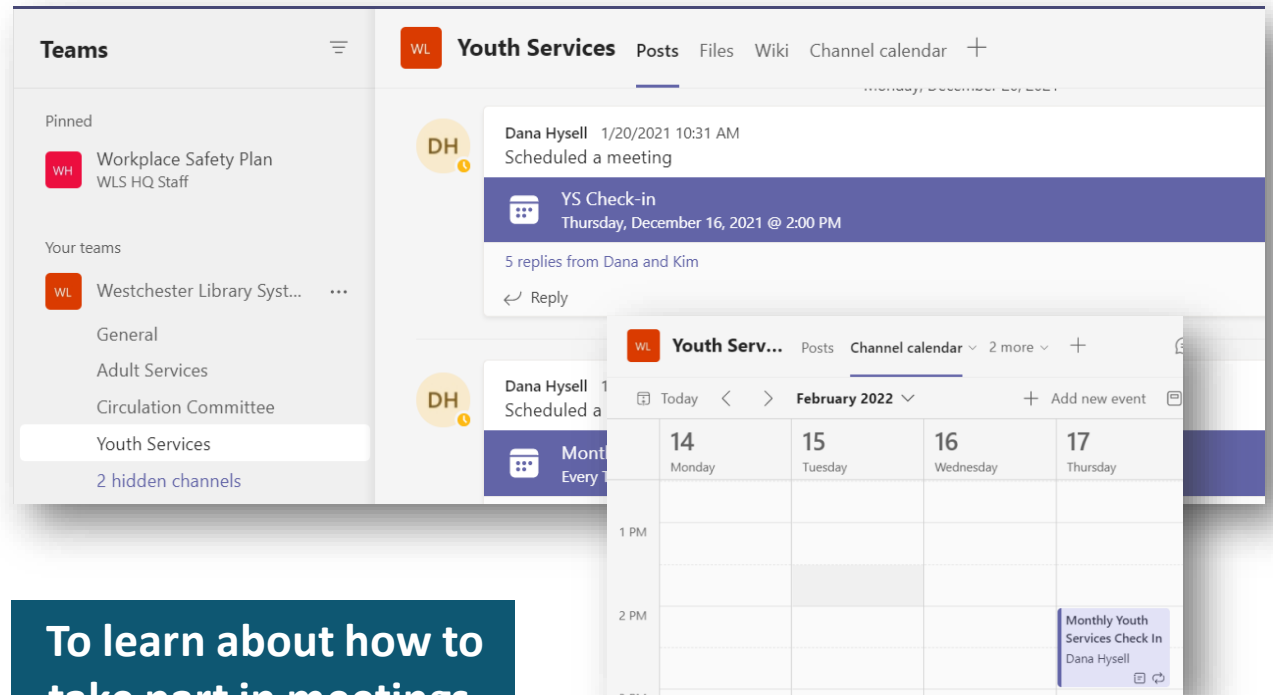 Teams
Pinned
WH
Workplace Safety Plan
WLS HQ Staff
Your teams
WL
Westchester Library Syst... ...
General
Adult Services
Circulation Committee
Youth Services
2 hidden channels
WL Youth Services Posts Files Wiki Channel calendar +
DH
Dana Hysell 1/20/2021 10:31 AM
Scheduled a meeting
YS Check-in
Thursday, December 16, 2021 @ 2:00 PM
5 replies from Dana and Kim
Reply
DH
Dana Hysell
Scheduled a
Every
WL Youth Serv... Posts Channel calendar 2 more +
Today < > February 2022 + Add new event
14 15 16 17
Monday Tuesday Wednesday Thursday
1 PM
2 PM
Monthly Youth
Services Check In
Dana Hysell
To learn about how to
take part in meetings